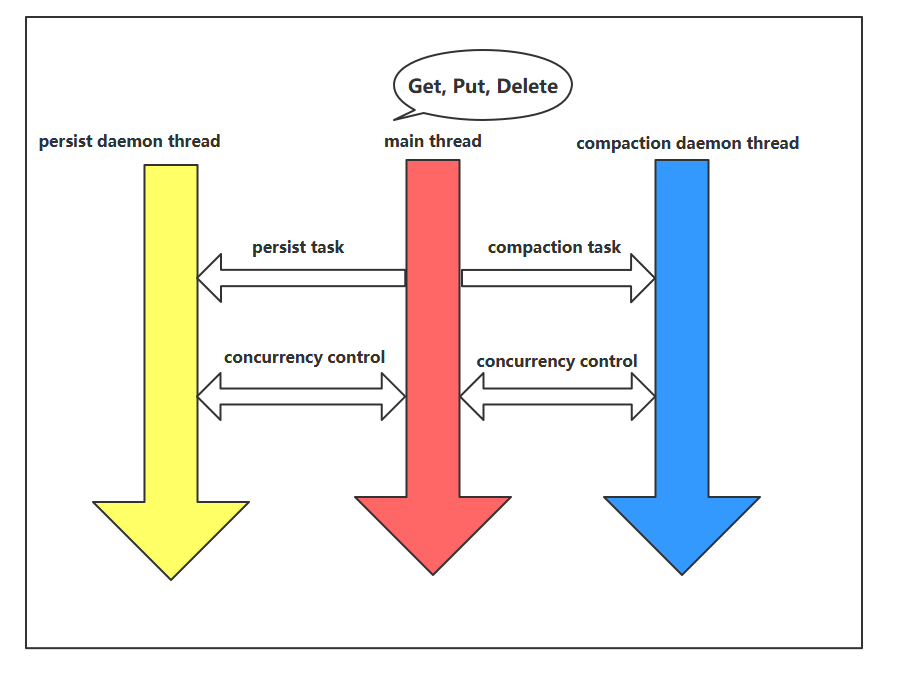 Get, Put, Delete
persist daemon thread
main thread
compaction daemon thread
persist task
compaction task
concurrency control
concurrency control